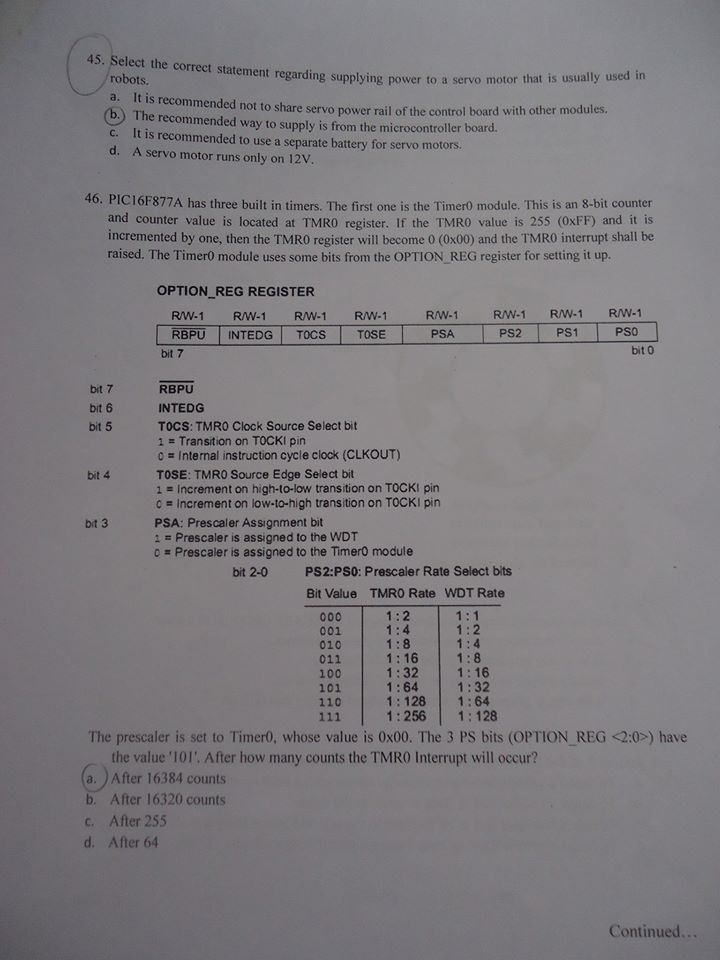 45. Select the correct statement regarding supplying power to a servo motor that is usually used in
robots.
a. It is recommended not to share servo power rail of the control board with other modules.
b. The recommended way to supply is from the microcontroller board.
c. It is recommended to use a separate battery for servo motors.
d. A servo motor runs only on 12V.
46. PIC16F877A has three built in timers. The first one is the Timer0 module. This is an 8-bit counter
and counter value is located at TMR0 register. If the TMR0 value is 255 (0xFF) and it is
incremented by one, then the TMR0 register will become 0 (0x00) and the TMR0 interrupt shall be
raised. The Timer0 module uses some bits from the OPTION_REG register for setting it up.
OPTION_REG REGISTER
R/W-1 R/W-1 R/W-1 R/W-1 R/W-1 R/W-1 R/W-1 R/W-1
RBPU INTEDG T0CS T0SE PSA PS2 PS1 PS0
bit 7 bit 0
bit 7 RBPU
bit 6 INTEDG
bit 5 T0CS: TMR0 Clock Source Select bit
1 = Transition on T0CKI pin
0 = Internal instruction cycle clock (CLKOUT)
bit 4 T0SE: TMR0 Source Edge Select bit
1 = Increment on high-to-low transition on T0CKI pin
0 = Increment on low-to-high transition on T0CKI pin
bit 3 PSA: Prescaler Assignment bit
1 = Prescaler is assigned to the WDT
0 = Prescaler is assigned to the Timer0 module
bit 2-0 PS2:PS0: Prescaler Rate Select bits
Bit Value TMR0 Rate WDT Rate
000 1 : 2 1 : 1
001 1 : 4 1 : 2
010 1 : 8 1 : 4
011 1 : 16 1 : 8
100 1 : 32 1 : 16
101 1 : 64 1 : 32
110 1 : 128 1 : 64
111 1 : 256 1 : 128
The prescaler is set to Timer0, whose value is 0x00. The 3 PS bits (OPTION_REG <2:0>) have
the value '101'. After how many counts the TMR0 Interrupt will occur?
a. After 16384 counts
b. After 16320 counts
c. After 255
d. After 64
Continued...